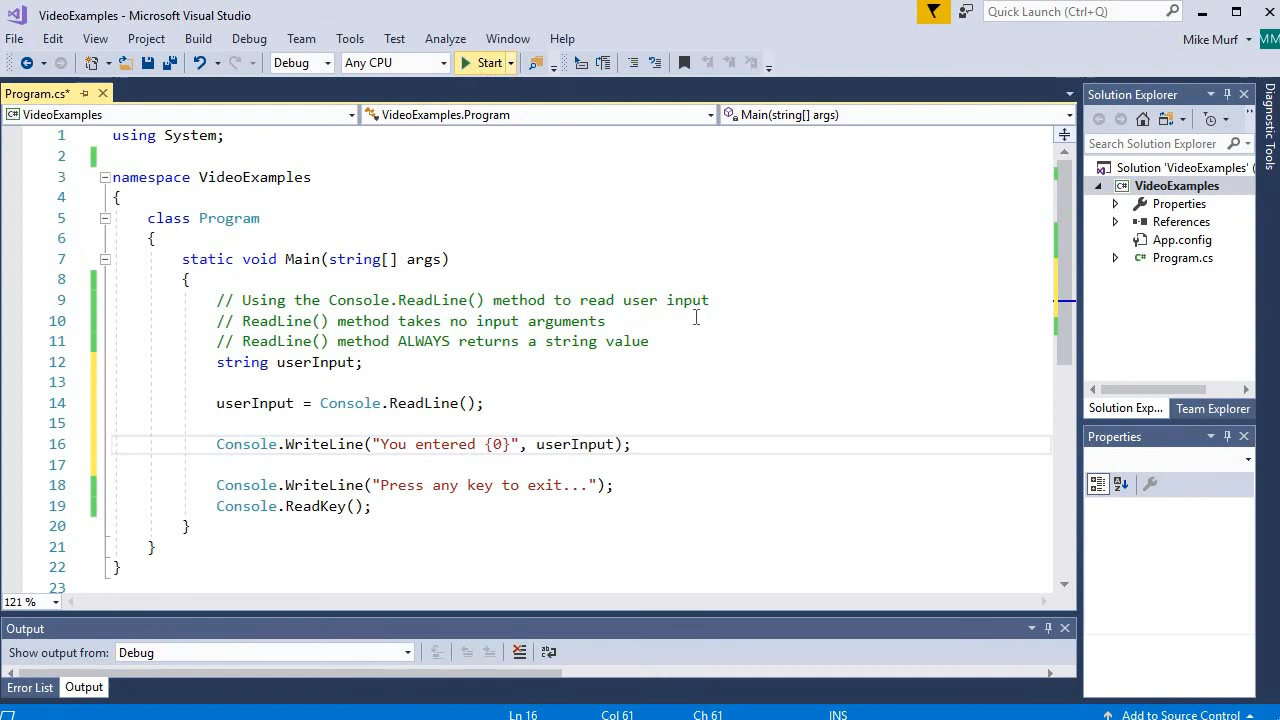 VideoExamples - Microsoft Visual Studio
Quick Launch (Ctrl+Q)
File Edit View Project Build Debug Team Tools Test Analyze Window Help
Mike Murf
MM
Debug Any CPU Start
Program.cs*
VideoExamples VideoExamples.Program Main(string[] args)
1 using System;
2
3 namespace VideoExamples
4 {
5 class Program
6 {
7 static void Main(string[] args)
8 {
9 // Using the Console.ReadLine() method to read user input
10 // ReadLine() method takes no input arguments
11 // ReadLine() method ALWAYS returns a string value
12 string userInput;
13
14 userInput = Console.ReadLine();
15
16 Console.WriteLine("You entered {0}", userInput);
17
18 Console.WriteLine("Press any key to exit...");
19 Console.ReadKey();
20 }
21 }
22 }
23
121 %
Output
Show output from: Debug
Error List Output
Ln 16 Col 61 Ch 61 INS
Solution Explorer
Search Solution Explorer
Solution 'VideoExamples' (
VideoExamples
Properties
References
App.config
Program.cs
Solution Exp... Team Explorer
Properties
Add to Source Control
Diagnostic Tools